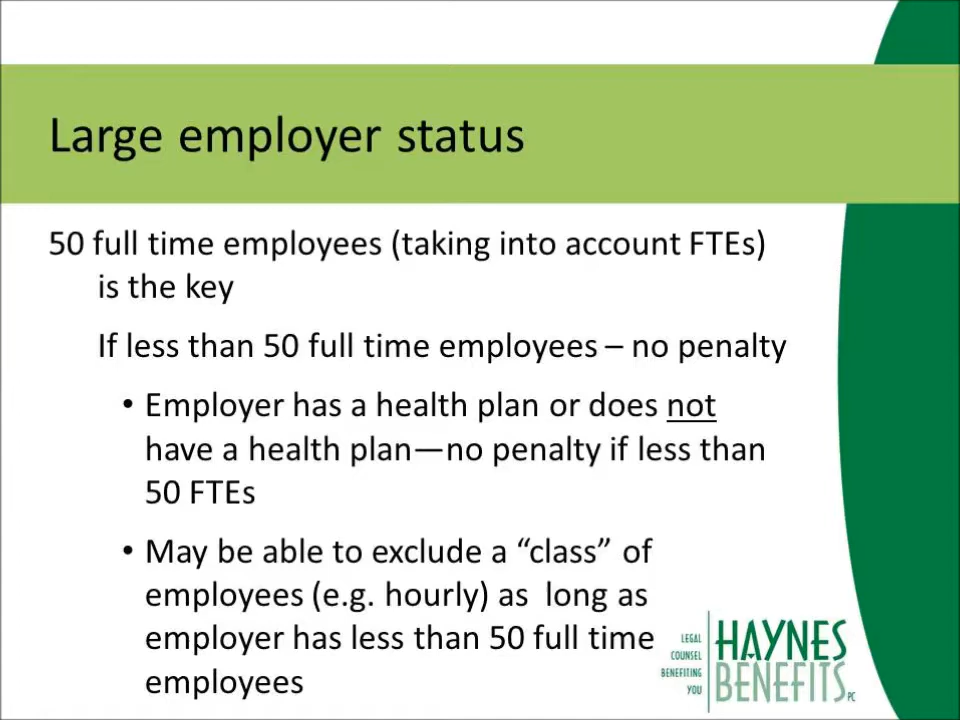 Large employer status
50 full time employees (taking into account FTEs)
is the key
If less than 50 full time employees – no penalty
• Employer has a health plan or does not
have a health plan—no penalty if less than
50 FTEs
• May be able to exclude a “class” of
employees (e.g. hourly) as  long as
employer has less than 50 full time
employees
LEGAL
COUNSEL
BENEFITING
YOU
HAYNES
BENEFITS PC